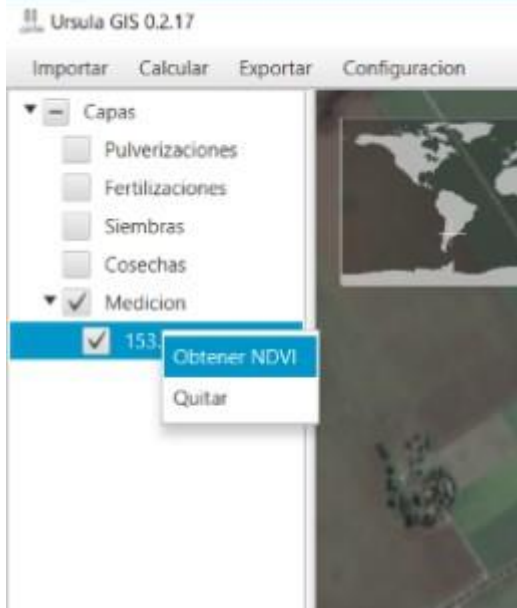 Ursula GIS 0.2.17
Importar Calcular Exportar Configuracion
Capas
Pulverizaciones
Fertilizaciones
Siembras
Cosechas
Medicion
153.
Obtener NDVI
Quitar